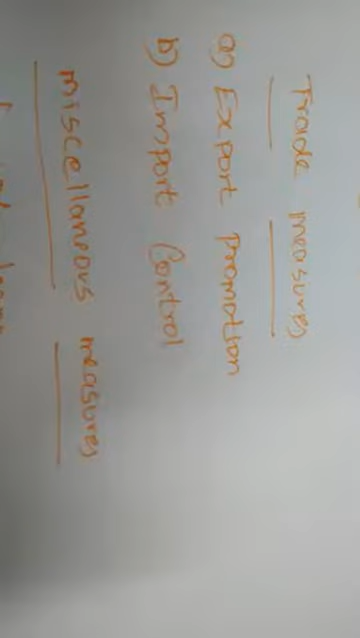 Trade measures
a) Export Promotion
b) Import Control
miscellaneous measures